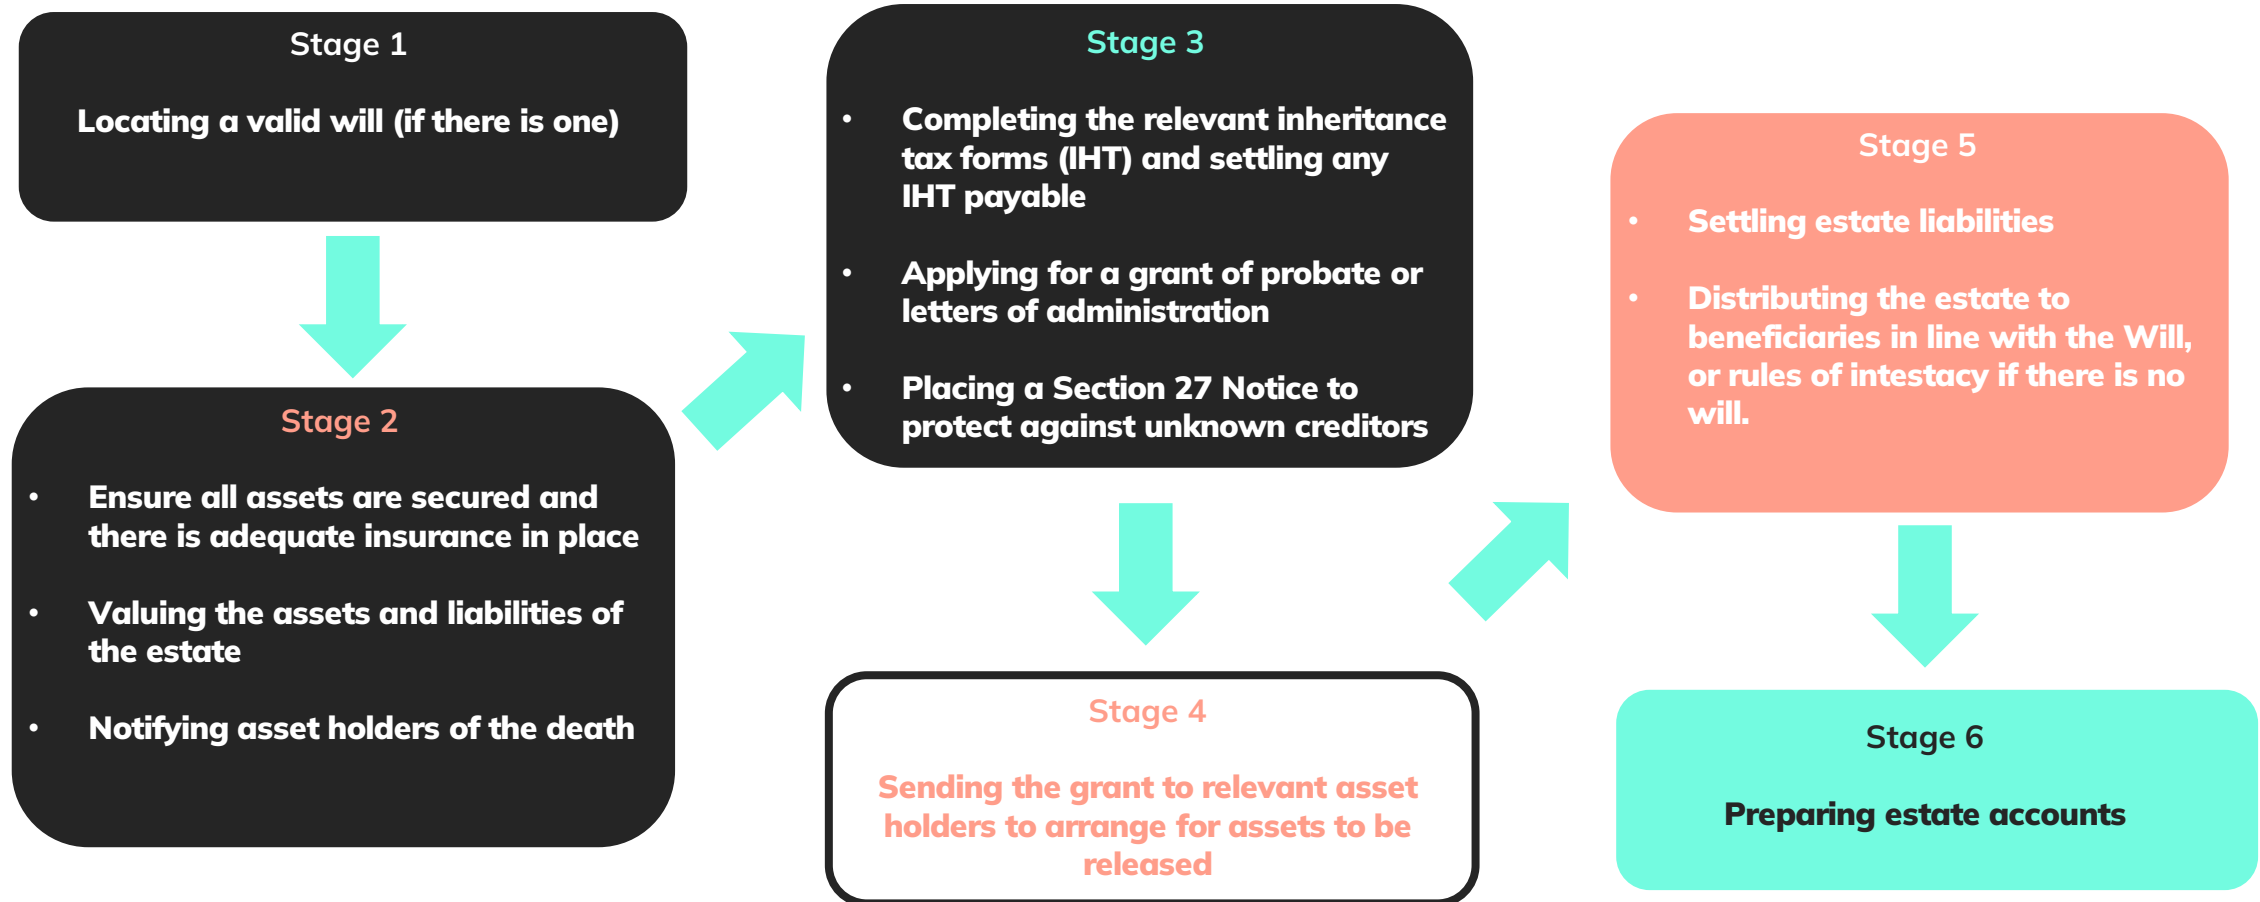 Stage 1
Locating a valid will (if there is one)
Stage 2
• Ensure all assets are secured and
there is adequate insurance in place
• Valuing the assets and liabilities of
the estate
• Notifying asset holders of the death
Stage 3
• Completing the relevant inheritance
tax forms (IHT) and settling any
IHT payable
• Applying for a grant of probate or
letters of administration
• Placing a Section 27 Notice to
protect against unknown creditors
Stage 4
Sending the grant to relevant asset
holders to arrange for assets to be
released
Stage 5
• Settling estate liabilities
• Distributing the estate to
beneficiaries in line with the Will,
or rules of intestacy if there is no
will.
Stage 6
Preparing estate accounts